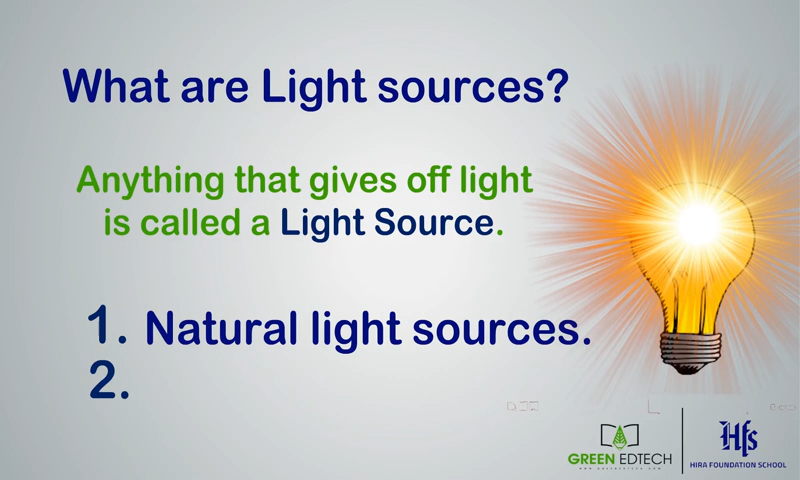 What are Light sources?
Anything that gives off light
is called a Light Source.
1. Natural light sources.
2.
GREEN EDTECH
Hfs
HIRA FOUNDATION SCHOOL